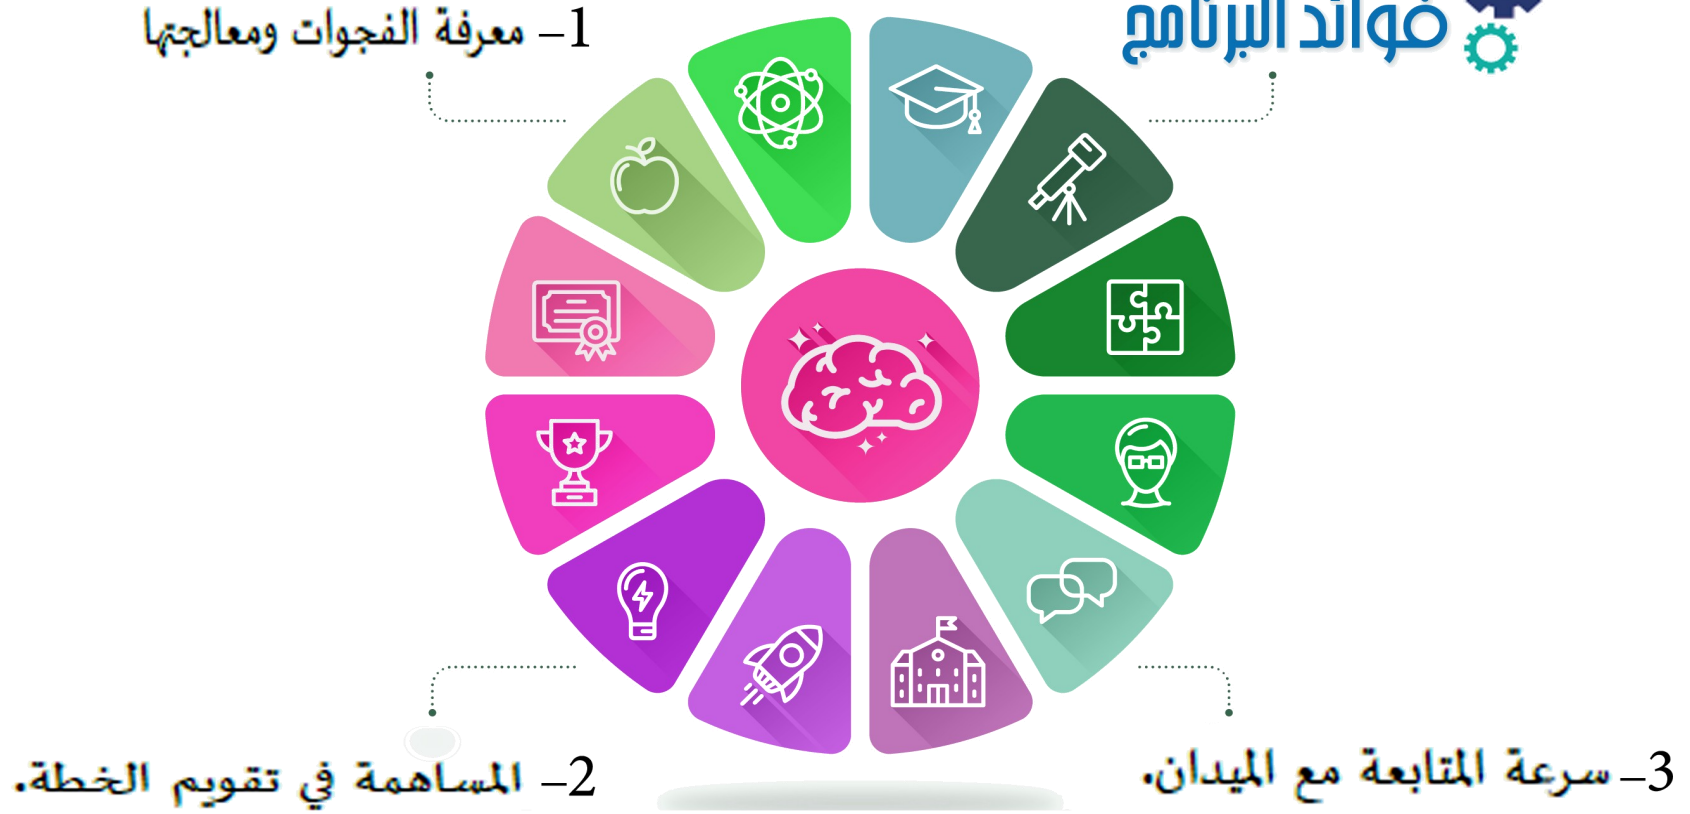 فوائد البرنامج
1– معرفة الفجوات ومعالجتها
2– المساهمة في تقويم الخطة.
3– سرعة المتابعة مع الميدان.